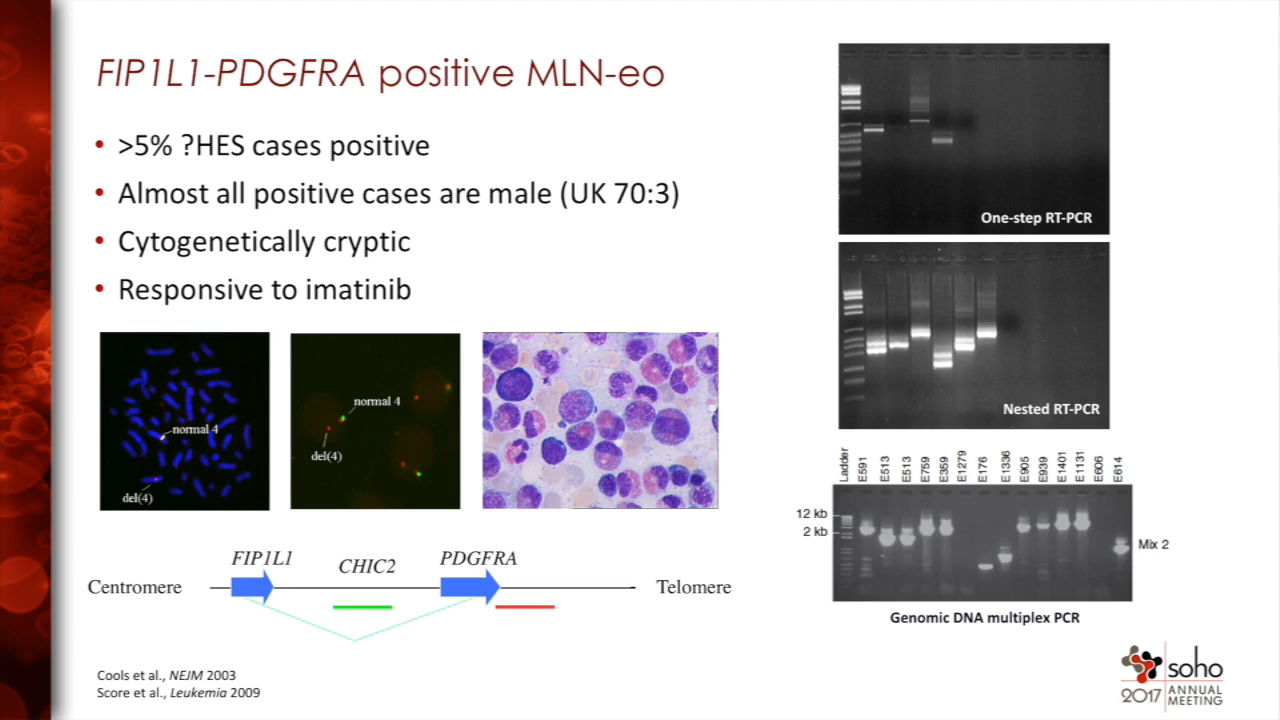 FIP1L1-PDGFRA positive MLN-eo
• >5% ?HES cases positive
• Almost all positive cases are male (UK 70:3)
• Cytogenetically cryptic
• Responsive to imatinib
normal 4
del(4)
normal 4
del(4)
FIP1L1
CHIC2
PDGFRA
Centromere
Telomere
Cools et al., NEJM 2003
Score et al., Leukemia 2009
One-step RT-PCR
Nested RT-PCR
Ladder
E591
E513
E513
E759
E359
E1279
E176
E1336
E905
E939
E1401
E1131
E606
E614
12 kb
2 kb
Mix 2
Genomic DNA multiplex PCR
soho
2017 ANNUAL
MEETING